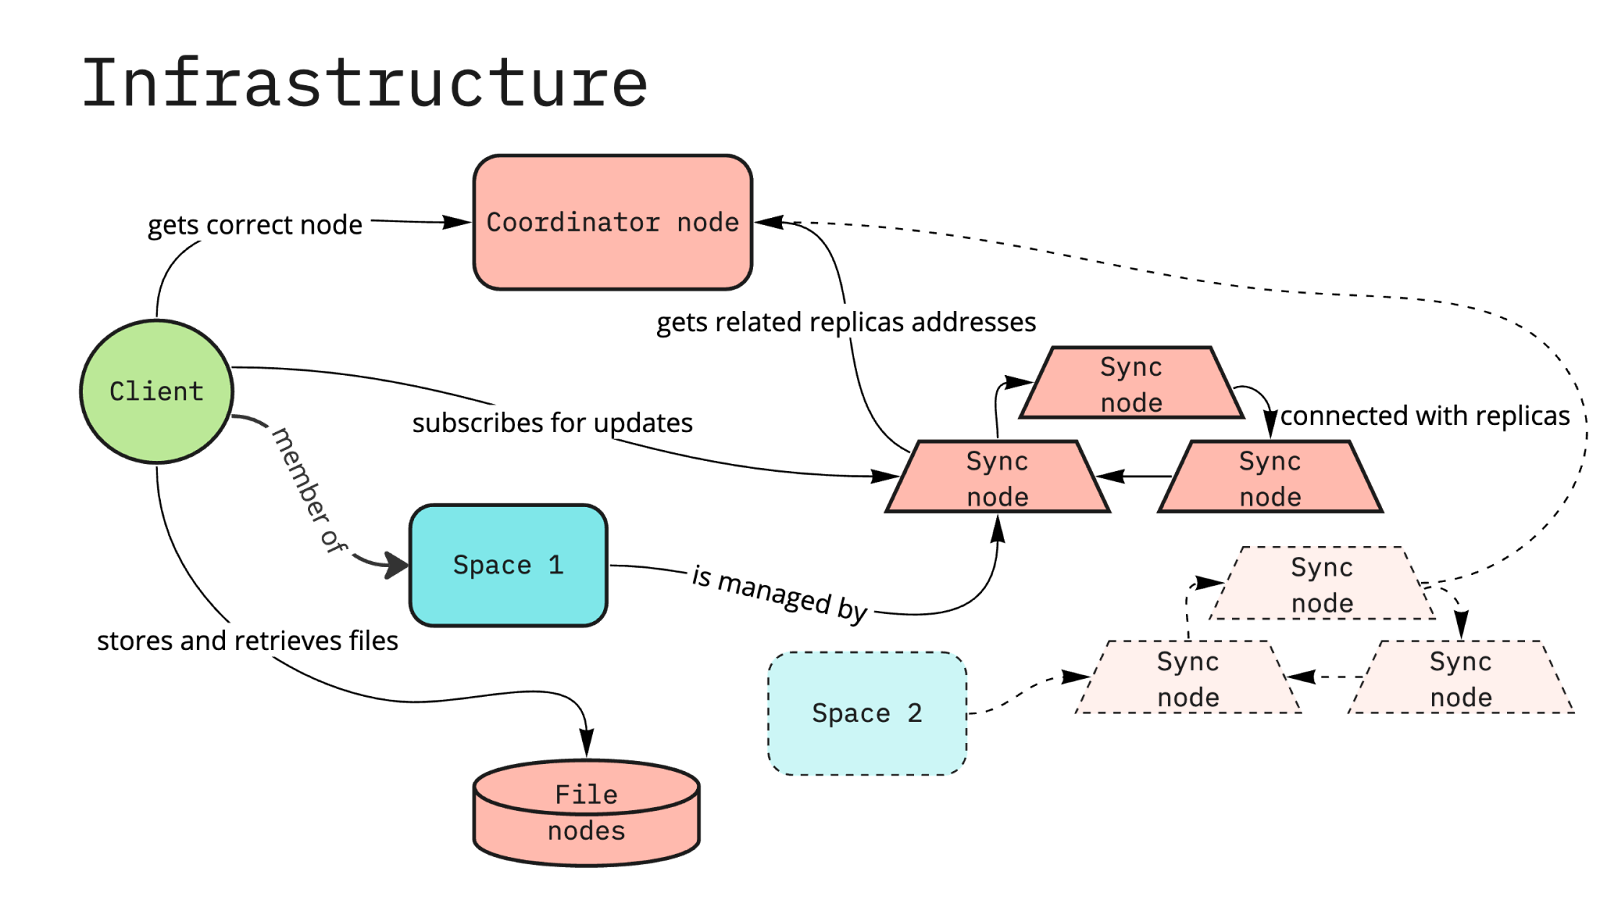 Infrastructure
gets correct node
Coordinator node
gets related replicas addresses
Client
Sync
node
connected with replicas
subscribes for updates
Sync
node
Sync
node
member of
Space 1
is managed by
Sync
node
stores and retrieves files
Space 2
Sync
node
Sync
node
File
nodes